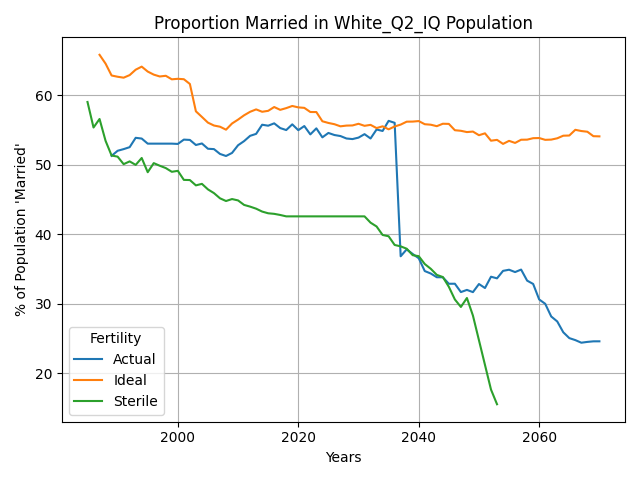 Proportion Married in White_Q2_IQ Population
% of Population 'Married'
60
50
40
30
20
Fertility
Actual
Ideal
Sterile
2000 2020 2040 2060
Years